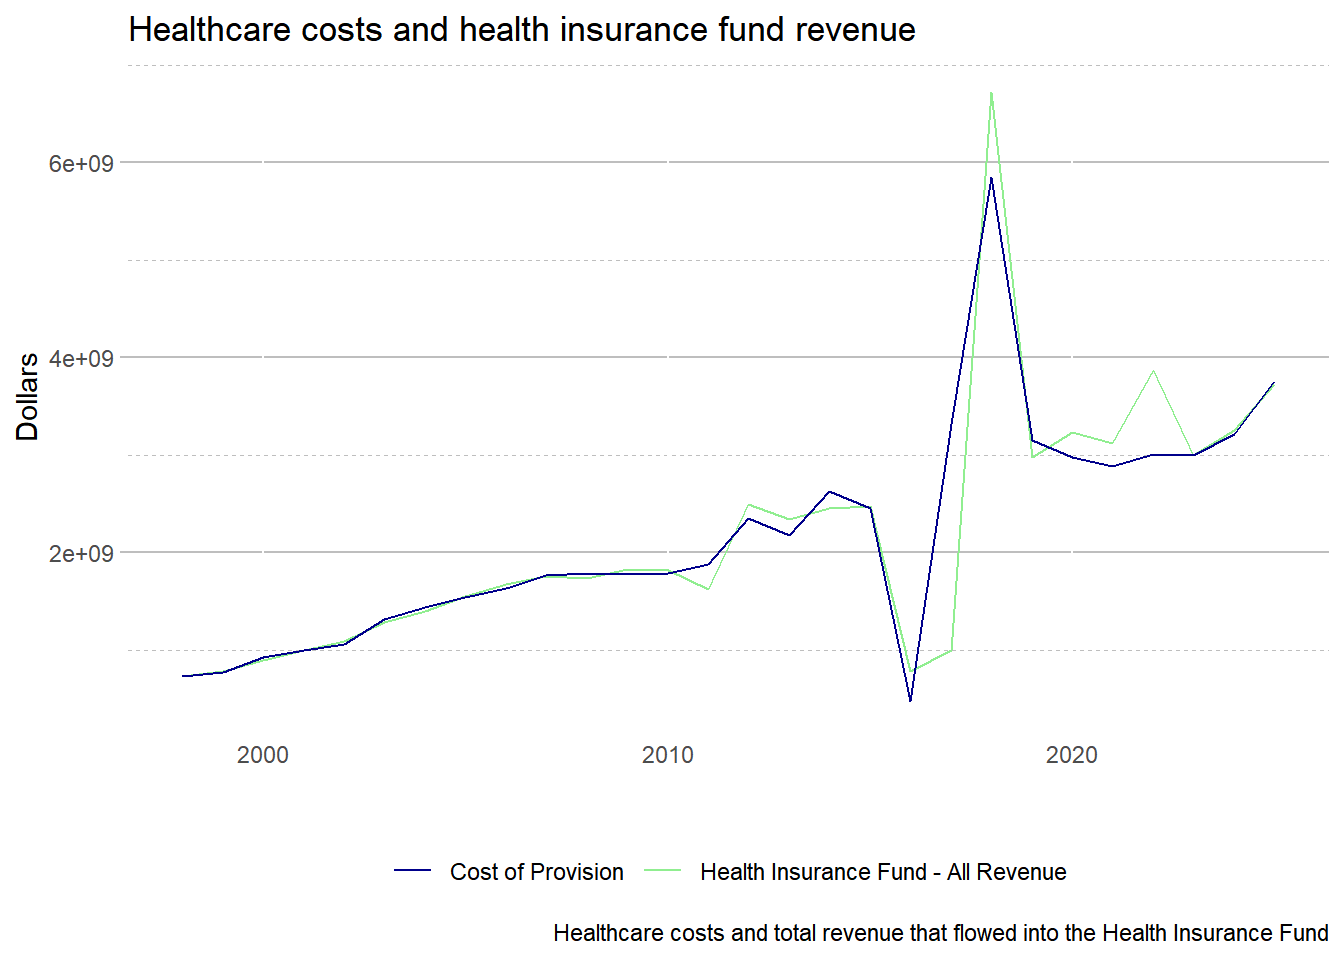 Healthcare costs and health insurance fund revenue
6e+09
4e+09
2e+09
Dollars
2000 2010 2020
Cost of Provision Health Insurance Fund - All Revenue
Healthcare costs and total revenue that flowed into the Health Insurance Fund